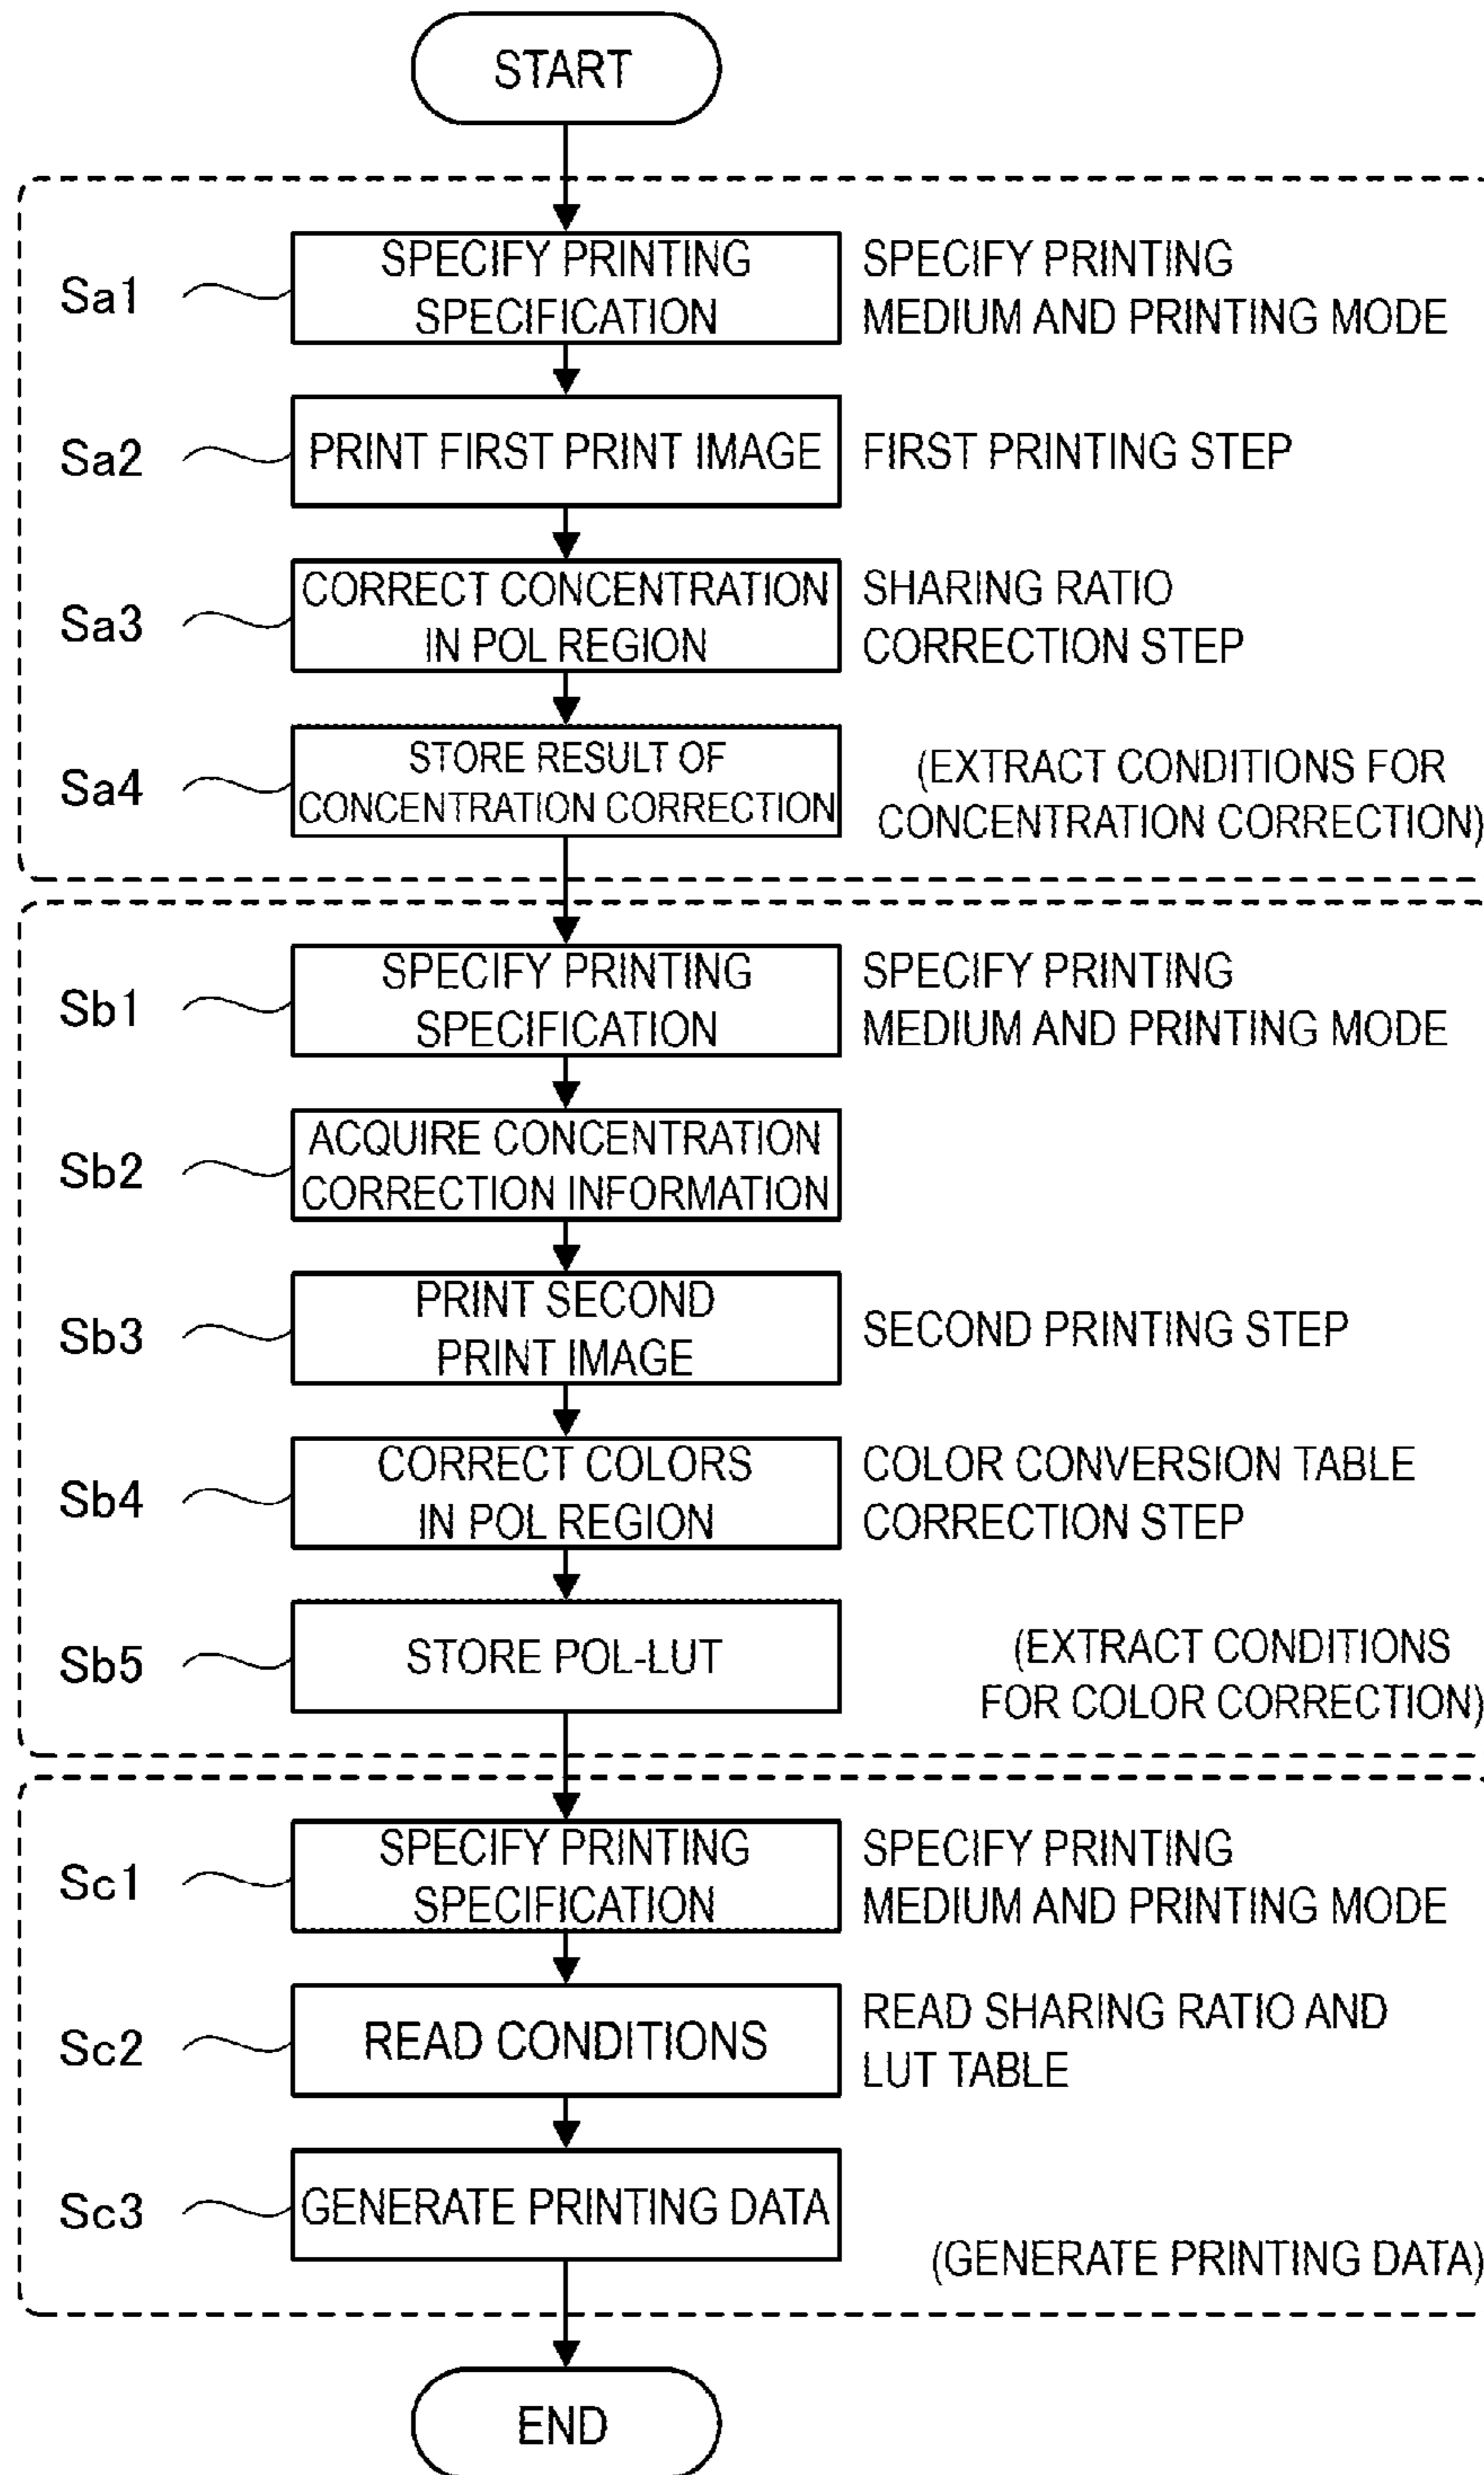 START
Sa1
SPECIFY PRINTING
SPECIFICATION
SPECIFY PRINTING
MEDIUM AND PRINTING MODE
Sa2
PRINT FIRST PRINT IMAGE
FIRST PRINTING STEP
Sa3
CORRECT CONCENTRATION
IN POL REGION
SHARING RATIO
CORRECTION STEP
Sa4
STORE RESULT OF
CONCENTRATION CORRECTION
(EXTRACT CONDITIONS FOR
CONCENTRATION CORRECTION)
Sb1
SPECIFY PRINTING
SPECIFICATION
SPECIFY PRINTING
MEDIUM AND PRINTING MODE
Sb2
ACQUIRE CONCENTRATION
CORRECTION INFORMATION
Sb3
PRINT SECOND
PRINT IMAGE
SECOND PRINTING STEP
Sb4
CORRECT COLORS
IN POL REGION
COLOR CONVERSION TABLE
CORRECTION STEP
Sb5
STORE POL-LUT
(EXTRACT CONDITIONS
FOR COLOR CORRECTION)
Sc1
SPECIFY PRINTING
SPECIFICATION
SPECIFY PRINTING
MEDIUM AND PRINTING MODE
Sc2
READ CONDITIONS
READ SHARING RATIO AND
LUT TABLE
Sc3
GENERATE PRINTING DATA
(GENERATE PRINTING DATA)
END